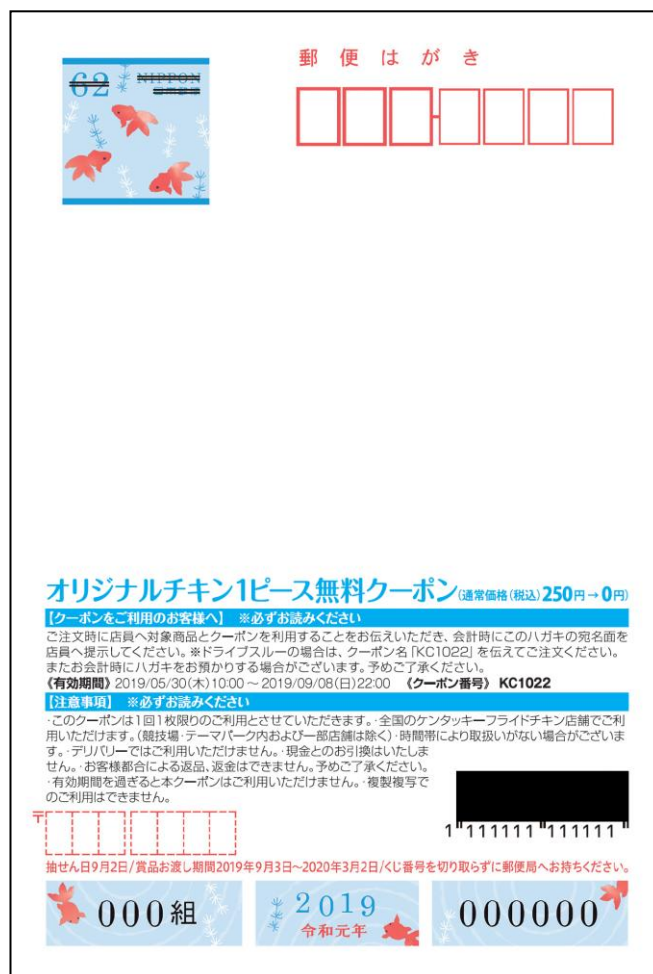 62 NIPPON
郵便はがき
オリジナルチキン1ピース無料クーポン(通常価格(税込)250円→0円)
【クーポンをご利用のお客様へ】 ※必ずお読みください
ご注文時に店員へ対象商品とクーポンを利用することをお伝えいただき、会計時にこのハガキの宛名面を
店員へ提示してください。※ドライブスルーの場合は、クーポン名「KC1022」を伝えてご注文ください。
またお会計時にハガキをお預かりする場合がございます。予めご了承ください。
《有効期間》 2019/05/30(木)10:00 ～ 2019/09/08(日)22:00 《クーポン番号》 KC1022
【注意事項】 ※必ずお読みください
・このクーポンは1回1枚限りのご利用とさせていただきます。・全国のケンタッキーフライドチキン店舗でご利
用いただけます。(競技場・テーマパーク内および一部店舗は除く)・時間帯により取扱いがない場合がございま
す。・デリバリーではご利用いただけません。・現金とのお引換はいたしま
せん。・お客様都合による返品、返金はできません。予めご了承ください。
・有効期間を過ぎると本クーポンはご利用いただけません。・複製複写で
のご利用はできません。
〒
1 111111 111111
抽せん日9月2日/賞品お渡し期間2019年9月3日～2020年3月2日/くじ番号を切り取らずに郵便局へお持ちください。
000組
2019
令和元年
000000